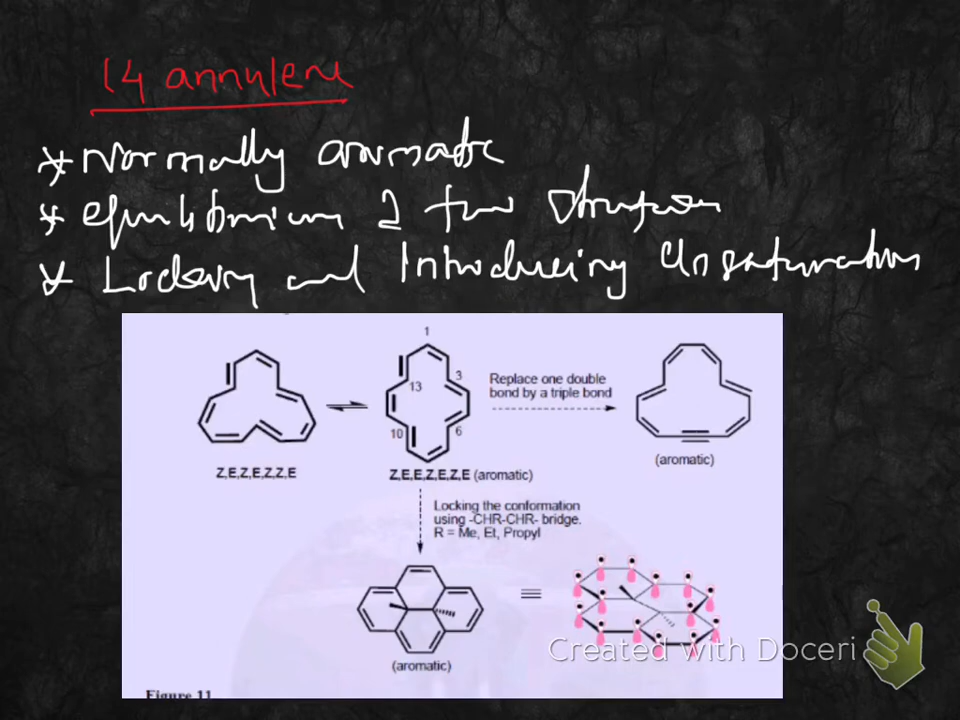 14 annulene
* Normally aromatic
* equilibrium 2 two
* Locking and Introducing Unsaturation
1
3
13
10
6
Replace one double
bond by a triple bond
Z,E,Z,E,Z,Z,E
Z,E,E,Z,E,Z,E (aromatic)
(aromatic)
Locking the conformation
using -CHR-CHR- bridge.
R = Me, Et, Propyl
≡
(aromatic)
Created with Doceri
Figure 11